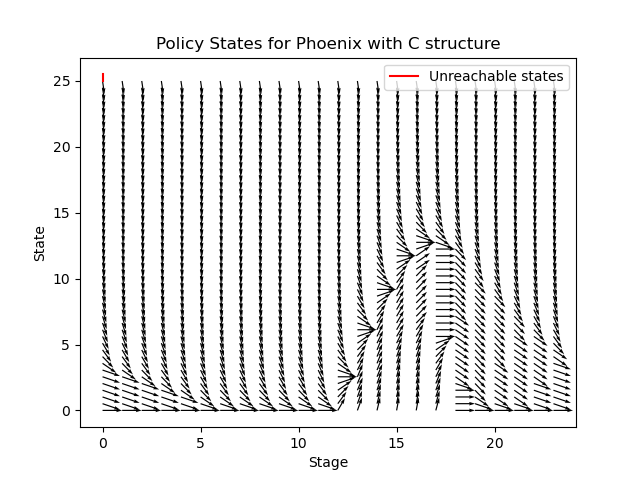 Policy States for Phoenix with C structure
Unreachable states
25
20
15
10
5
0
State
0 5 10 15 20
Stage